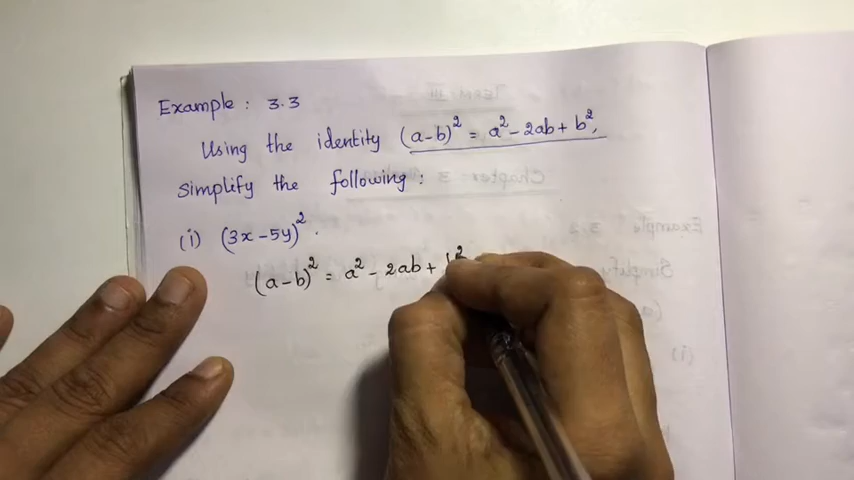 Example : 3.3
Using the identity (a-b)² = a² - 2ab + b²,
Simplify the following :
(i) (3x - 5y)².
(a-b)² = a² - 2ab + b²